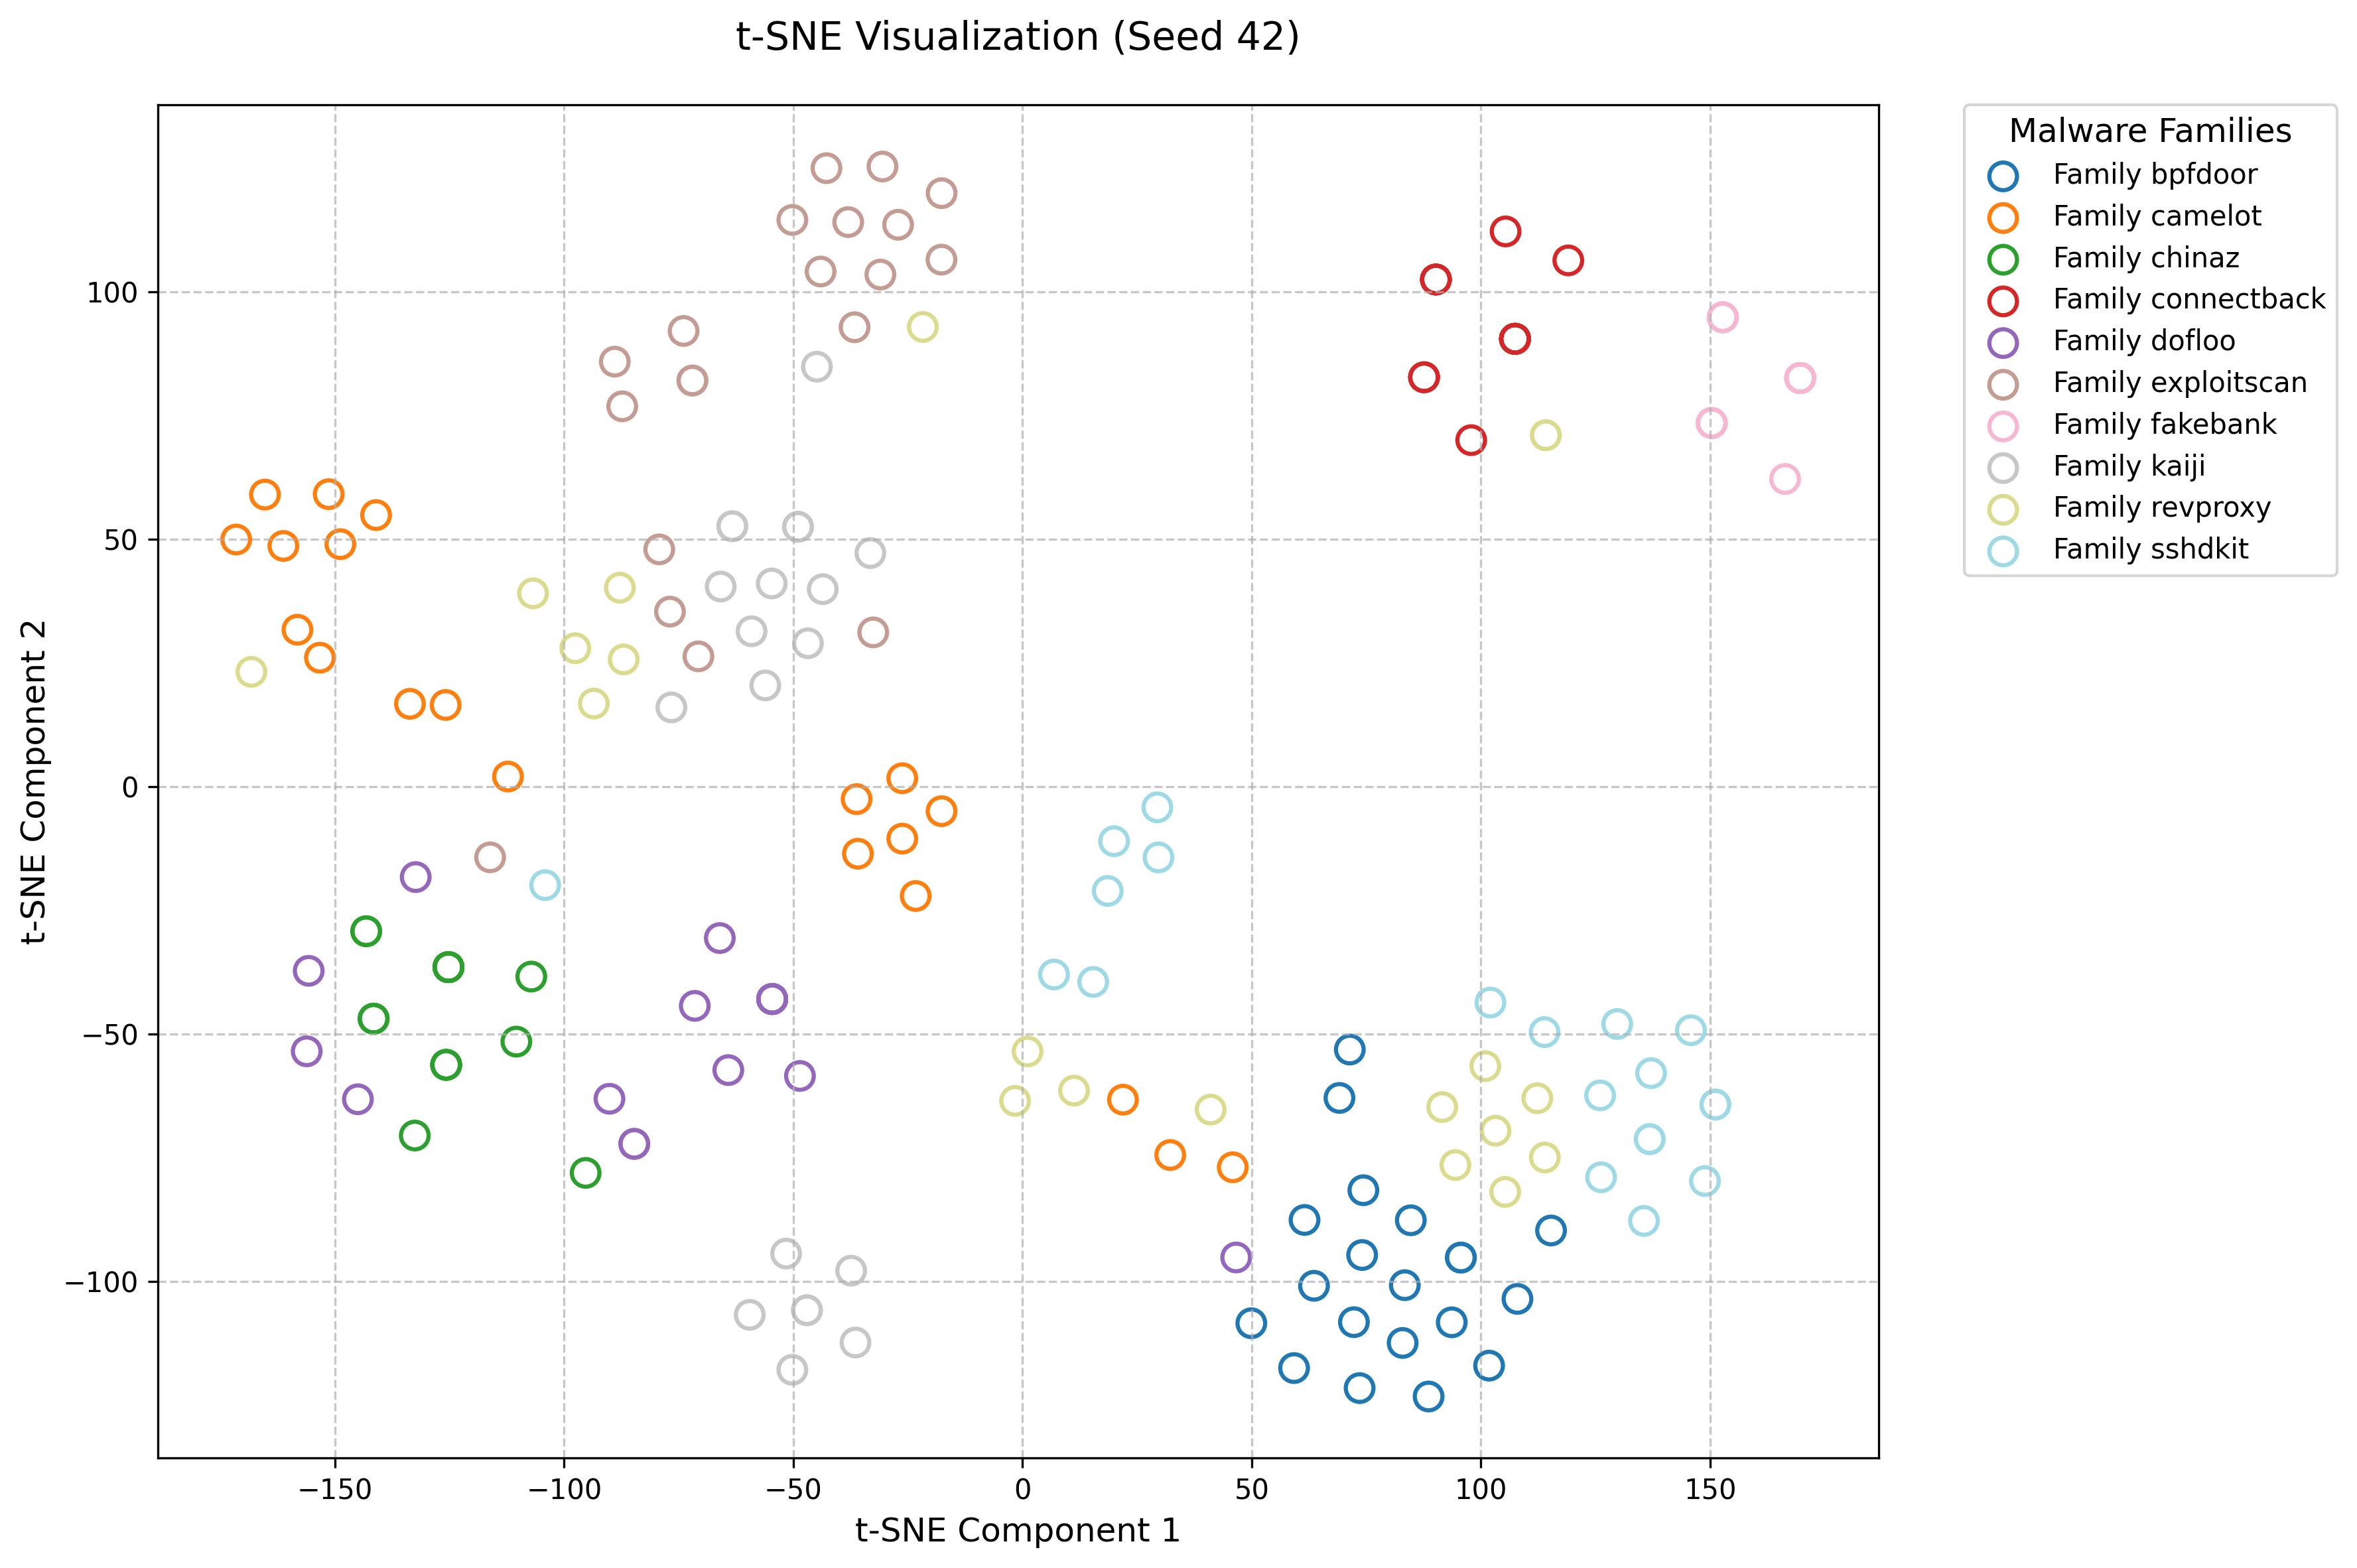 t-SNE Visualization (Seed 42)
Malware Families
Family bpfdoor
Family camelot
Family chinaz
Family connectback
Family dofloo
Family exploitscan
Family fakebank
Family kaiji
Family revproxy
Family sshdkit
t-SNE Component 2
100
50
0
−50
−100
−150
−100
−50
0
50
100
150
t-SNE Component 1